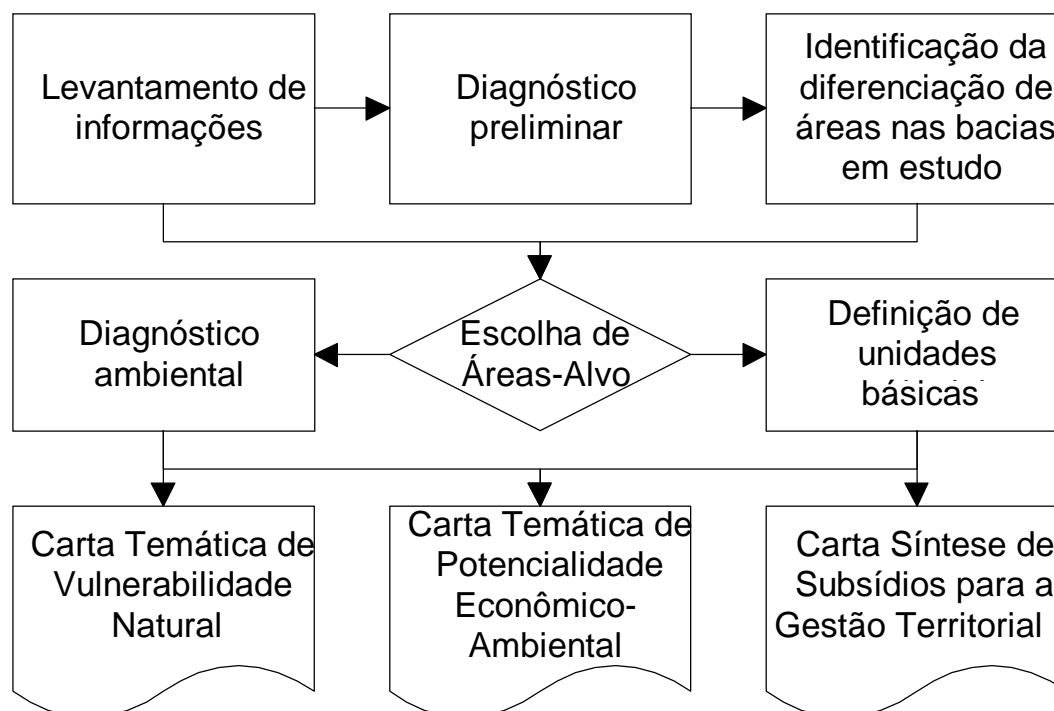 Levantamento de
informações
Diagnóstico
preliminar
Identificação da
diferenciação de
áreas nas bacias
em estudo
Diagnóstico
ambiental
Escolha de
Áreas-Alvo
Definição de
unidades
básicas
Carta Temática de
Vulnerabilidade
Natural
Carta Temática de
Potencialidade
Econômico-
Ambiental
Carta Síntese de
Subsídios para a
Gestão Territorial